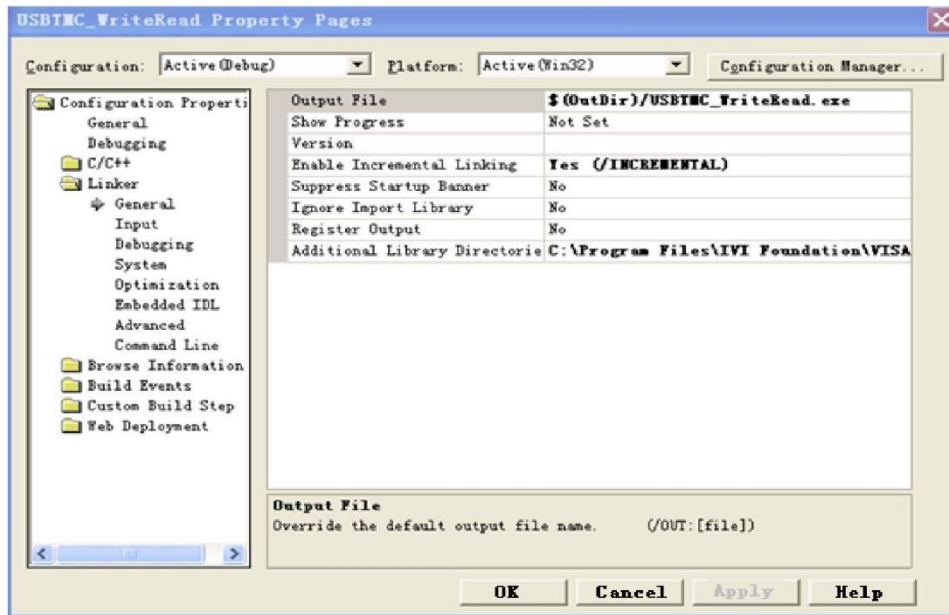 USBTMC_WriteRead Property Pages
Configuration: Active(Debug) Platform: Active(Win32) Configuration Manager...
Configuration Properti
General
Debugging
C/C++
Linker
General
Input
Debugging
System
Optimization
Embedded IDL
Advanced
Command Line
Browse Information
Build Events
Custom Build Step
Web Deployment
Output File $(OutDir)/USBTMC_WriteRead.exe
Show Progress Not Set
Version
Enable Incremental Linking Yes (/INCREMENTAL)
Suppress Startup Banner No
Ignore Import Library No
Register Output No
Additional Library Directorie C:\Program Files\IVI Foundation\VISA
Output File
Override the default output file name. (/OUT:[file])
OK Cancel Apply Help